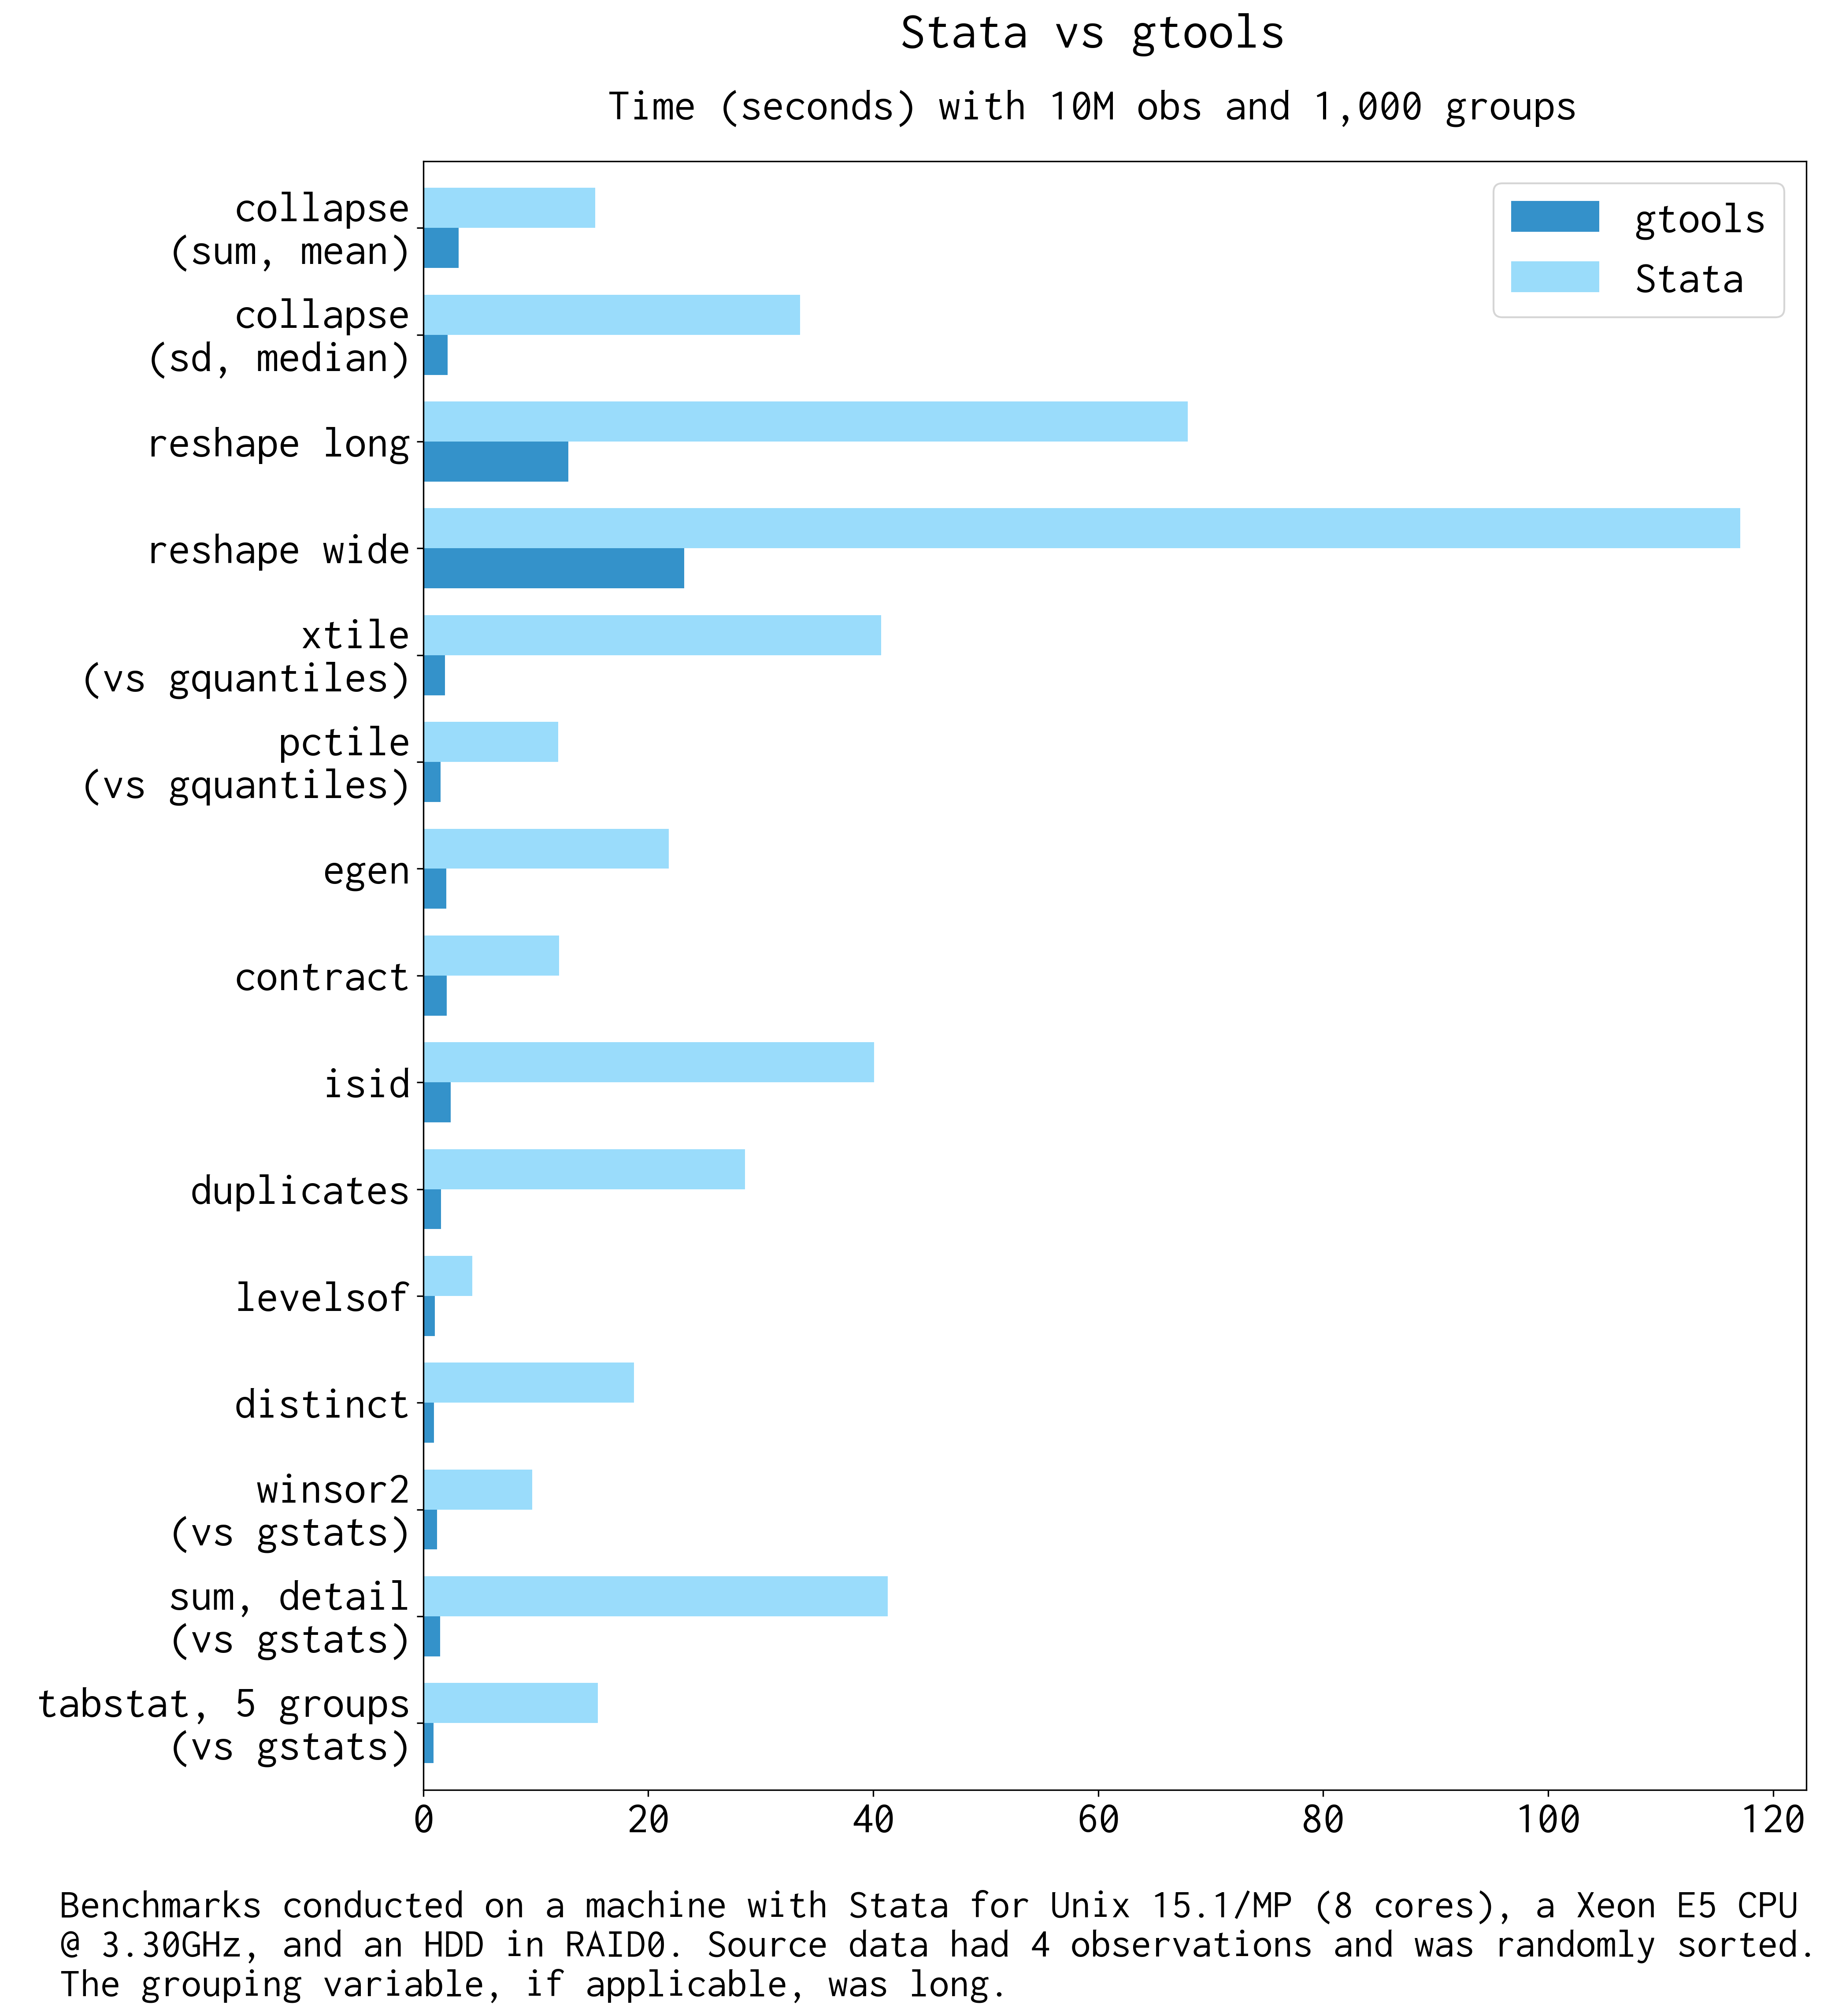 Stata vs gtools
Time (seconds) with 10M obs and 1,000 groups
gtools
Stata
collapse
(sum, mean)
collapse
(sd, median)
reshape long
reshape wide
xtile
(vs gquantiles)
pctile
(vs gquantiles)
egen
contract
isid
duplicates
levelsof
distinct
winsor2
(vs gstats)
sum, detail
(vs gstats)
tabstat, 5 groups
(vs gstats)
0 20 40 60 80 100 120
Benchmarks conducted on a machine with Stata for Unix 15.1/MP (8 cores), a Xeon E5 CPU
@ 3.30GHz, and an HDD in RAID0. Source data had 4 observations and was randomly sorted.
The grouping variable, if applicable, was long.